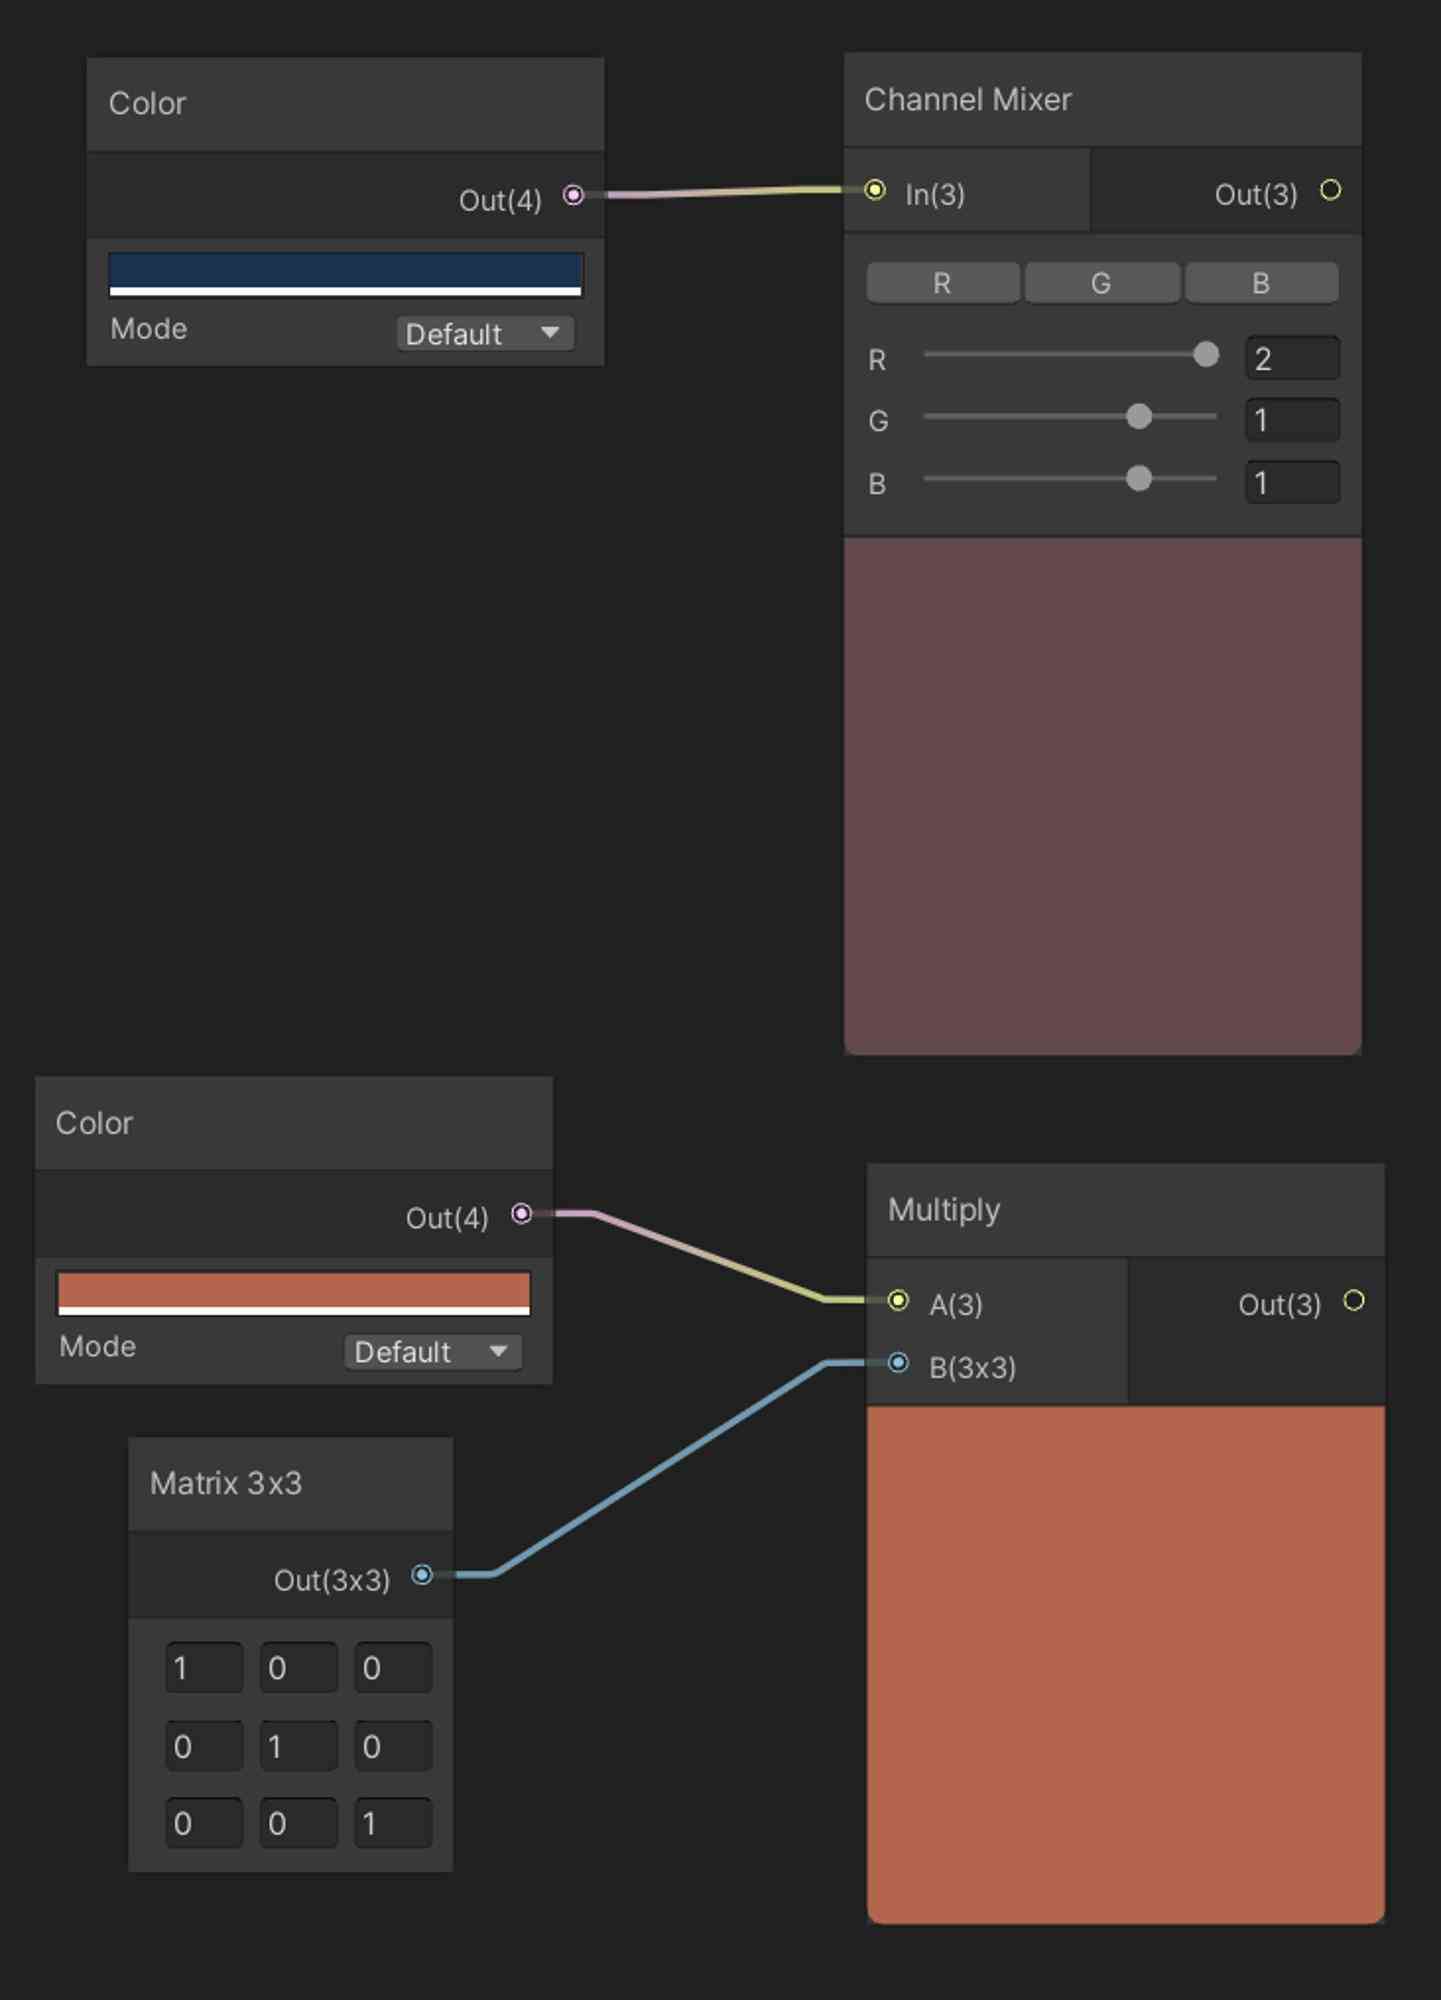 Color
Out(4)
Mode Default
Channel Mixer
In(3) Out(3)
R G B
R 2
G 1
B 1
Color
Out(4)
Mode Default
Matrix 3x3
Out(3x3)
1 0 0
0 1 0
0 0 1
Multiply
A(3) Out(3)
B(3x3)